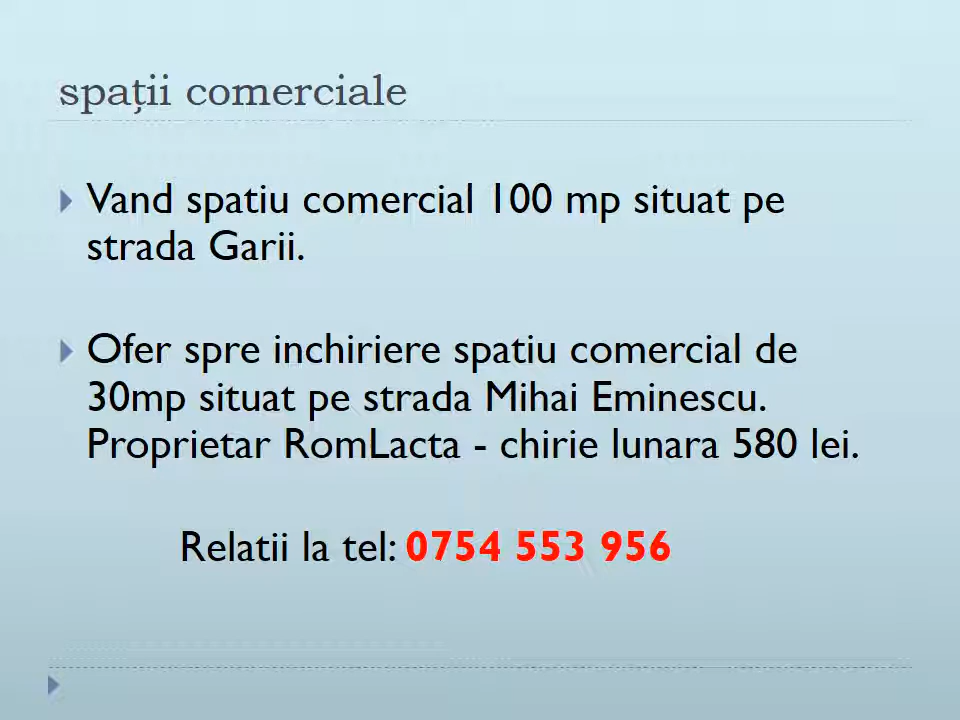 spații comerciale
Vand spatiu comercial 100 mp situat pe
strada Garii.
Ofer spre inchiriere spatiu comercial de
30mp situat pe strada Mihai Eminescu.
Proprietar RomLacta - chirie lunara 580 lei.
Relatii la tel: 0754 553 956